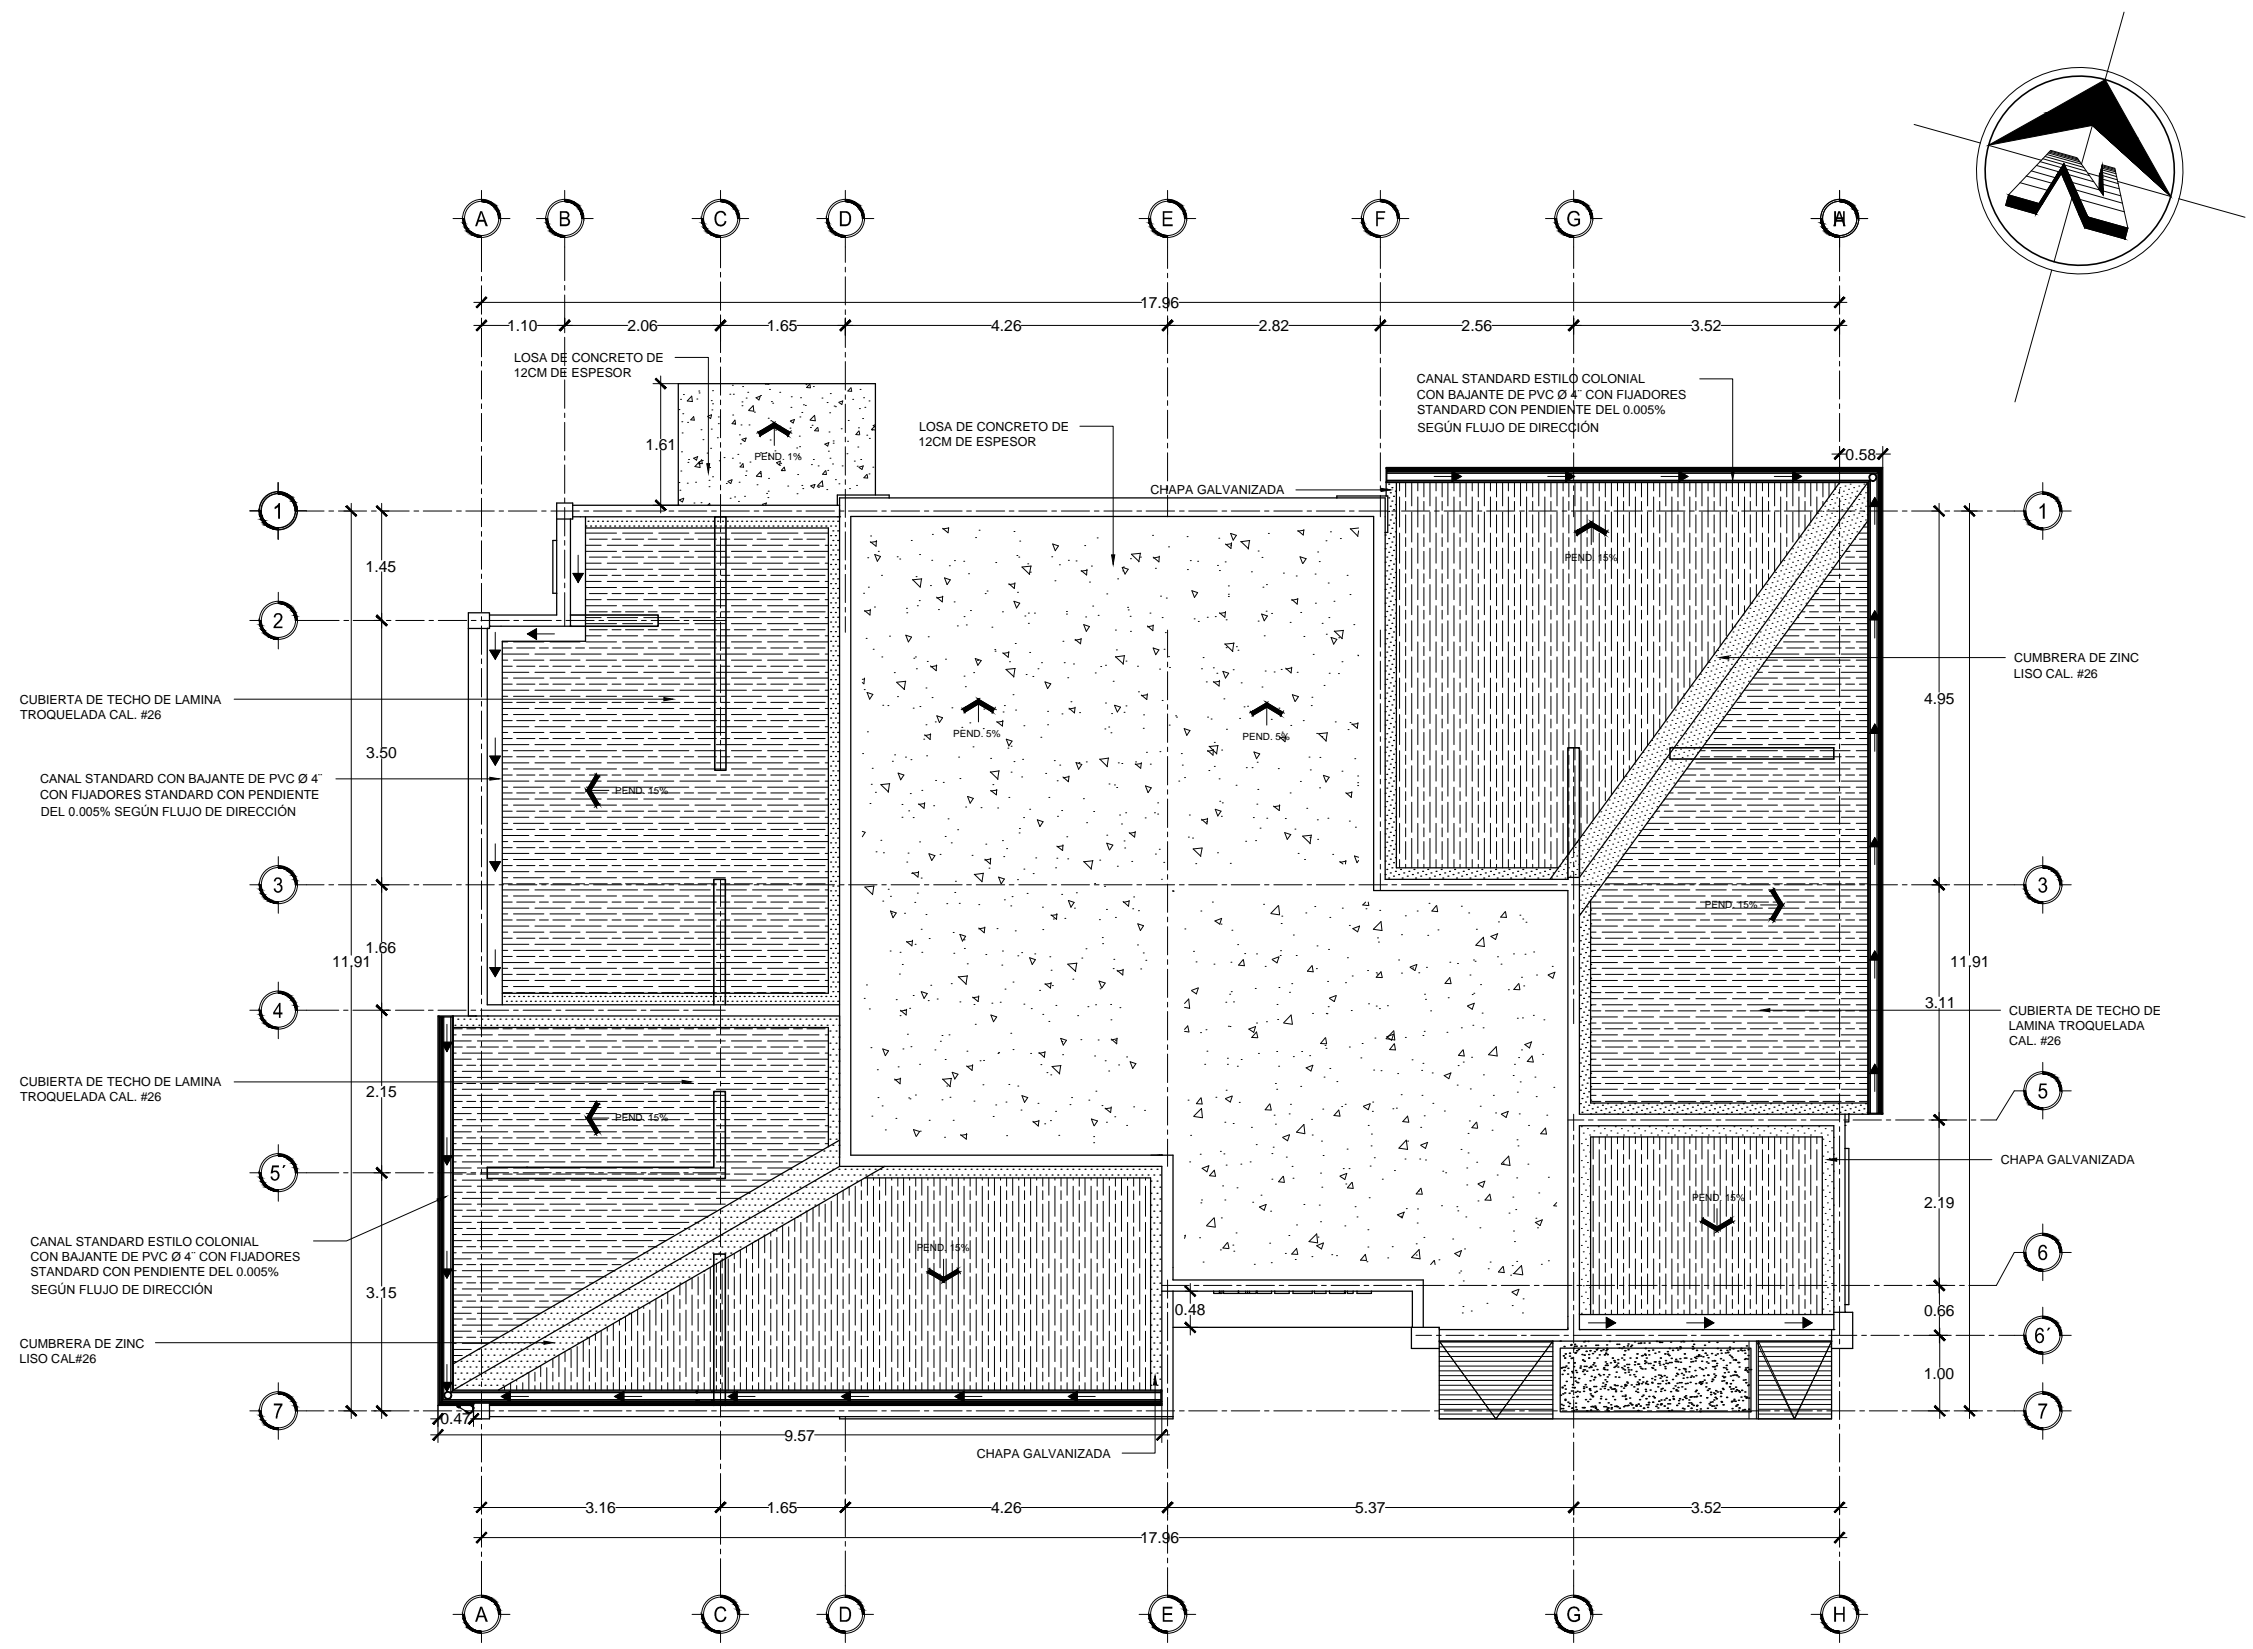 N
A
B
C
D
E
F
G
H
17.96
1.10
2.06
1.65
4.26
2.82
2.56
3.52
LOSA DE CONCRETO DE
12CM DE ESPESOR
1.61
PEND. 1%
LOSA DE CONCRETO DE
12CM DE ESPESOR
CANAL STANDARD ESTILO COLONIAL
CON BAJANTE DE PVC Ø 4¨ CON FIJADORES
STANDARD CON PENDIENTE DEL 0.005%
SEGÚN FLUJO DE DIRECCIÓN
0.58
CHAPA GALVANIZADA
1
1
PEND. 15%
1.45
2
CUMBRERA DE ZINC
LISO CAL. #26
CUBIERTA DE TECHO DE LAMINA
TROQUELADA CAL. #26
4.95
PEND. 5%
PEND. 5%
3.50
CANAL STANDARD CON BAJANTE DE PVC Ø 4¨
CON FIJADORES STANDARD CON PENDIENTE
DEL 0.005% SEGÚN FLUJO DE DIRECCIÓN
PEND. 15%
3
3
PEND. 15%
1.66
11.91
11.91
3.11
4
CUBIERTA DE TECHO DE
LAMINA TROQUELADA
CAL. #26
CUBIERTA DE TECHO DE LAMINA
TROQUELADA CAL. #26
2.15
5
PEND. 15%
5´
CHAPA GALVANIZADA
PEND. 15%
2.19
CANAL STANDARD ESTILO COLONIAL
CON BAJANTE DE PVC Ø 4¨ CON FIJADORES
STANDARD CON PENDIENTE DEL 0.005%
SEGÚN FLUJO DE DIRECCIÓN
PEND. 15%
6
3.15
0.48
0.66
6´
CUMBRERA DE ZINC
LISO CAL#26
1.00
7
7
0.47
9.57
CHAPA GALVANIZADA
3.16
1.65
4.26
5.37
3.52
17.96
A
C
D
E
G
H